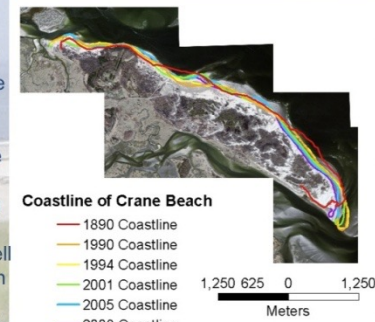 Coastline of Crane Beach
1890 Coastline
1990 Coastline
1994 Coastline
2001 Coastline
2005 Coastline
Coastline
1,250 625 0 1,250
Meters